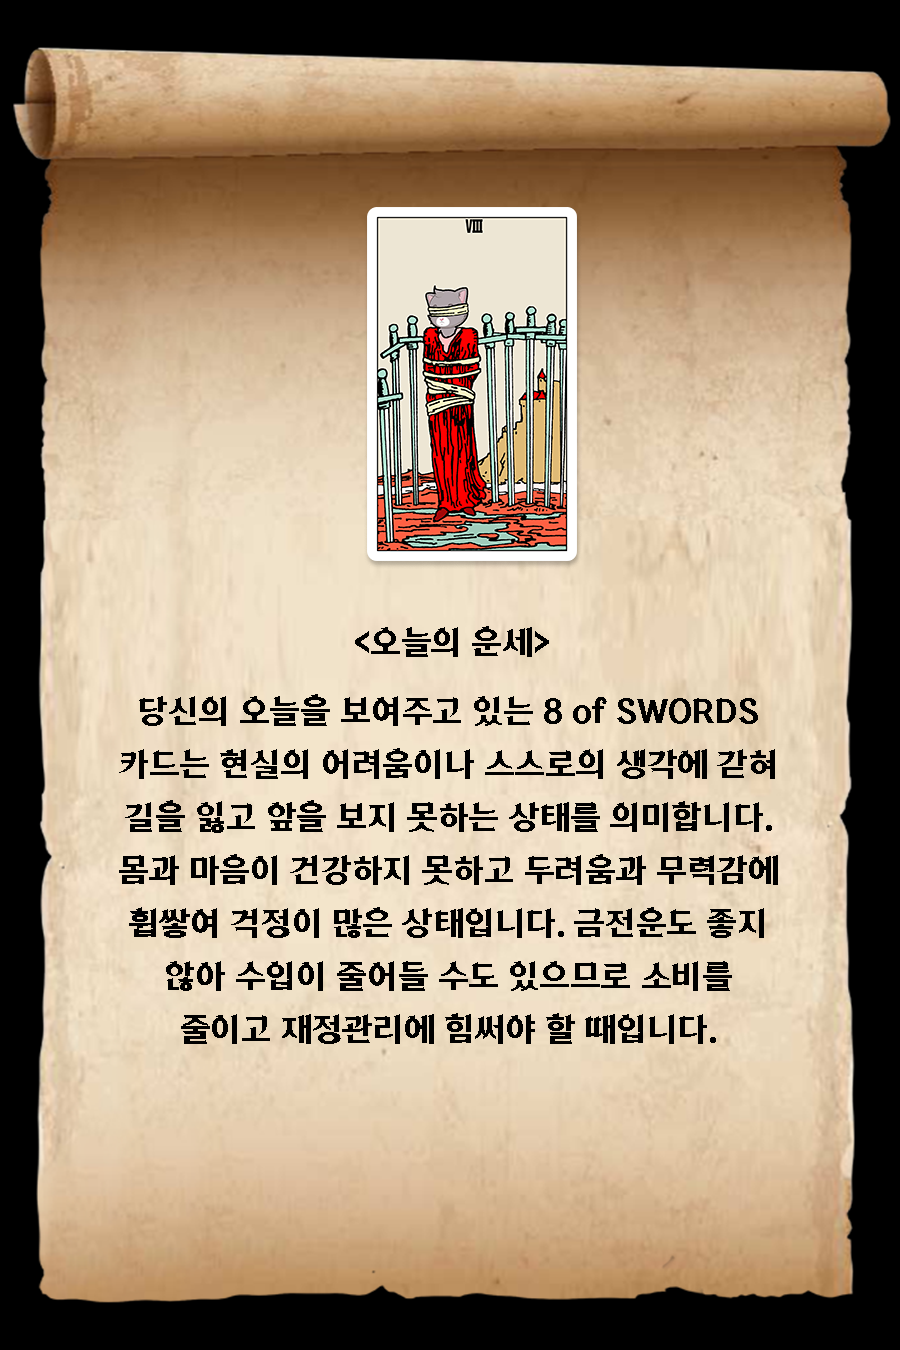 VIII
<오늘의 운세>
당신의 오늘을 보여주고 있는 8 of SWORDS
카드는 현실의 어려움이나 스스로의 생각에 갇혀
길을 잃고 앞을 보지 못하는 상태를 의미합니다.
몸과 마음이 건강하지 못하고 두려움과 무력감에
휩쌓여 걱정이 많은 상태입니다. 금전운도 좋지
않아 수입이 줄어들 수도 있으므로 소비를
줄이고 재정관리에 힘써야 할 때입니다.